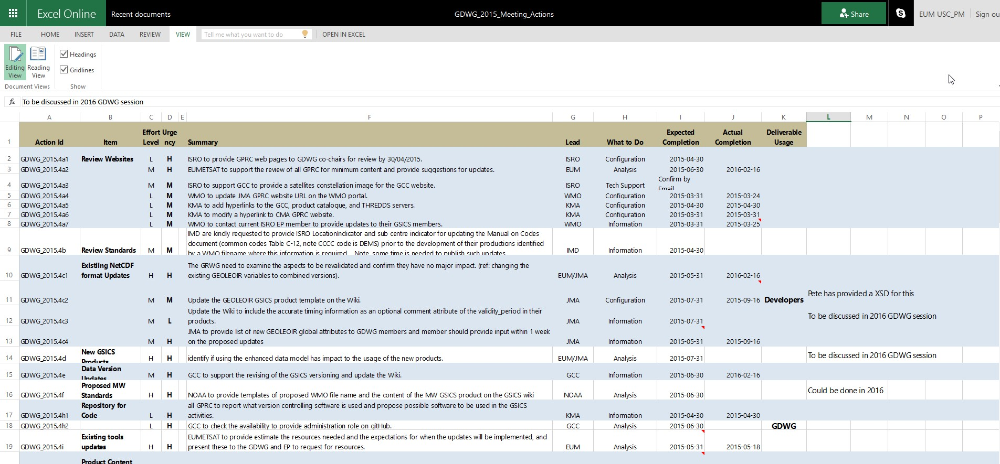 Excel Online Recent documents GDWG_2015_Meeting_Actions Share EUM USC_PM Sign ou
FILE HOME INSERT DATA REVIEW VIEW Tell me what you want to do OPEN IN EXCEL
Editing View
Reading View
Headings
Gridlines
Document Views Show
fx To be discussed in 2016 GDWG session
A B C D E F G H I J K L M N O P
1 Action Id Item Effort Level Urge ncy Summary Lead What to Do Expected Completion Actual Completion Deliverable Usage
2 GDWG_2015.4a1 Review Websites L H ISRO to provide GPRC web pages to GDWG co-chairs for review by 30/04/2015. ISRO Configuration 2015-04-30
3 GDWG_2015.4a2 M H EUMETSAT to support the review of all GPRC for minimum content and provide suggestions for updates. EUM Analysis 2015-06-30 2016-02-16
4 GDWG_2015.4a3 M M ISRO to support GCC to provide a satellites constellation image for the GCC website. ISRO Tech Support Confirm by Email
5 GDWG_2015.4a4 L M WMO to update JMA GPRC website URL on the WMO portal. WMO Configuration 2015-03-31 2015-03-24
6 GDWG_2015.4a5 L M KMA to add hyperlinks to the GCC, product catalogue, and THREDDS servers. KMA Configuration 2015-04-30 2015-04-30
7 GDWG_2015.4a6 L M KMA to modify a hyperlink to CMA GPRC website. KMA Configuration 2015-03-31 2015-03-31
8 GDWG_2015.4a7 L M WMO to contact current ISRO EP member to provide updates to their GSICS members. WMO Information 2015-03-31 2015-03-25
IMD are kindly requested to provide ISRO LocationIndicator and sub centre indicator for updating the Manual on Codes
document (common codes Table C-12, note CCCC code is DEMS) prior to the development of their productions identified
9 GDWG_2015.4b Review Standards M M by a WMO filename where this information is required. Note, some time is needed to publish such updates. IMD Information 2015-04-30
Existiing NetCDF The GRWG need to examine the aspects to be revalidated and confirm they have no major impact. (ref: changing the
10 GDWG_2015.4c1 format Updates H H existing GEOLEOIR variables to combined versions). EUM/JMA Analysis 2015-05-31 2016-02-16
Pete has provided a XSD for this
11 GDWG_2015.4c2 M M Update the GEOLEOIR GSICS product template on the Wiki. JMA Configuration 2015-07-31 2015-09-16 Developers
Update the Wiki to include the accurate timing information as an optional comment attribute of the validity_period in their
To be discussed in 2016 GDWG session
12 GDWG_2015.4c3 M L products. JMA Information 2015-07-31
JMA to provide list of new GEOLEOIR global attributes to GDWG members and member should provide input within 1 week
13 GDWG_2015.4c4 M H on the proposed updates JMA Information 2015-05-31 2015-09-16
New GSICS
To be discussed in 2016 GDWG session
14 GDWG_2015.4d Products H H identify if using the enhanced data model has impact to the usage of the new products. EUM/JMA Analysis 2015-07-31
Data Version
15 GDWG_2015.4e Updates M H GCC to support the revising of the GSICS versioning and update the Wiki. GCC Information 2015-06-30 2016-02-16
Proposed MW
Could be done in 2016
16 GDWG_2015.4f Standards H H NOAA to provide templates of proposed WMO file name and the content of the MW GSICS product on the GSICS wiki NOAA Analysis 2015-06-30
Repository for all GPRC to report what version controlling software is used and propose possible software to be used in the GSICS
17 GDWG_2015.4h1 Code L H activities. KMA Information 2015-04-30 2015-04-30
18 GDWG_2015.4h2 L H GCC to check the availability to provide administration role on gitHub. GCC Analysis 2015-06-30 GDWG
Existing tools EUMETSAT to provide estimate the resources needed and the expectations for when the updates will be implemented, and
19 GDWG_2015.4i updates H H present these to the GDWG and EP to request for resources. EUM Analysis 2015-05-31 2015-05-18
Product Content